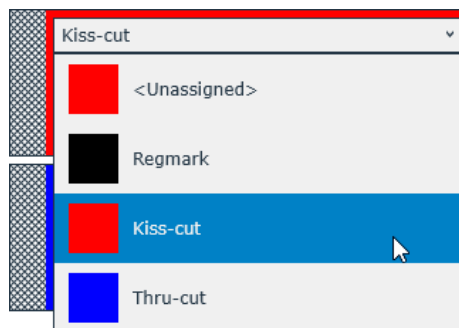 Kiss-cut
<Unassigned>
Regmark
Kiss-cut
Thru-cut